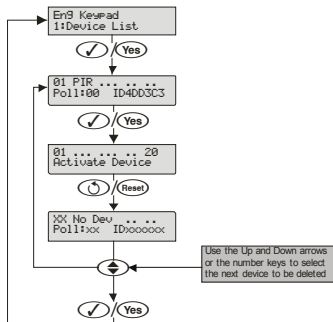 Eng Keypad
1:Device List
✓/Yes
01 PIR ... .. ..
Poll:00 ID4DD3C3
✓/Yes
01 ... ... .. 20
Activate Device
/Reset
XX No Dev .. ..
Poll:xx IDxxxxxx
Use the Up and Down arrows
or the number keys to select
the next device to be deleted
✓/Yes